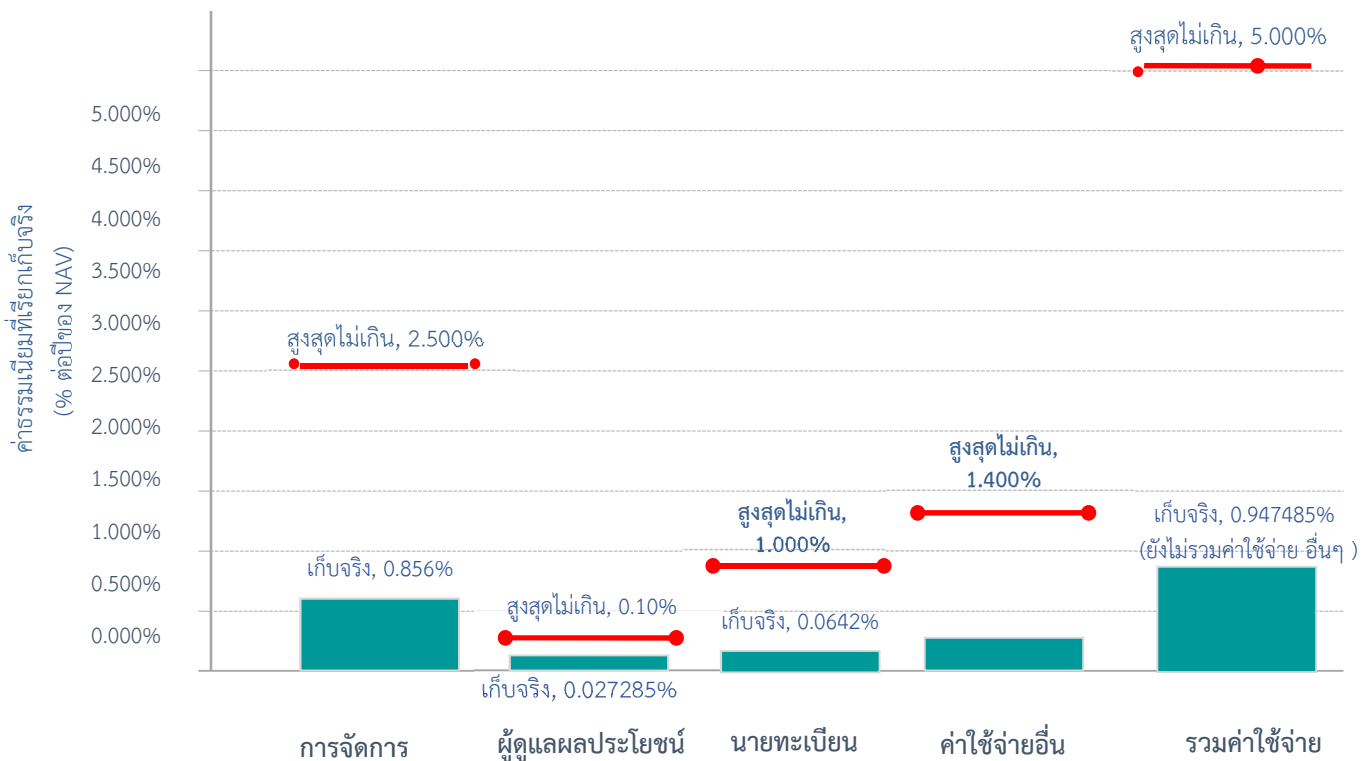 สูงสุดไม่เกิน, 5.000%
5.000%
4.500%
4.000%
3.500%
3.000%
2.500%
2.000%
1.500%
1.000%
0.500%
0.000%
ค่าธรรมเนียมที่เรียกเก็บจริง
(% ต่อปีของ NAV)
สูงสุดไม่เกิน, 2.500%
เก็บจริง, 0.856%
สูงสุดไม่เกิน, 0.10%
เก็บจริง, 0.027285%
สูงสุดไม่เกิน,
1.000%
เก็บจริง, 0.0642%
สูงสุดไม่เกิน,
1.400%
เก็บจริง, 0.947485%
(ยังไม่รวมค่าใช้จ่าย อื่นๆ )
การจัดการ
ผู้ดูแลผลประโยชน์
นายทะเบียน
ค่าใช้จ่ายอื่น
รวมค่าใช้จ่าย